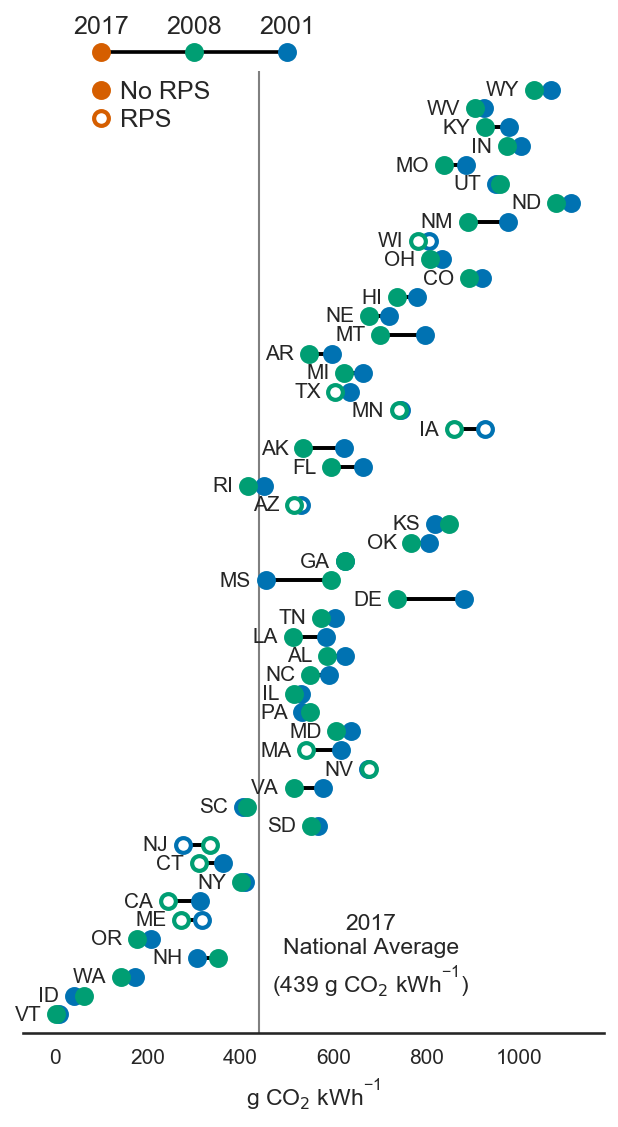 2017 2008 2001
No RPS
RPS
WY
WV
KY
IN
MO
UT
ND
NM
WI
OH
CO
HI
NE
MT
AR
MI
TX
MN
IA
AK
FL
RI
AZ
KS
OK
GA
MS
DE
TN
LA
AL
NC
IL
PA
MD
MA
NV
VA
SC
SD
NJ
CT
NY
CA
ME
OR
NH
WA
ID
VT
2017
National Average
(439 g CO₂ kWh⁻¹)
0 200 400 600 800 1000
g CO₂ kWh⁻¹